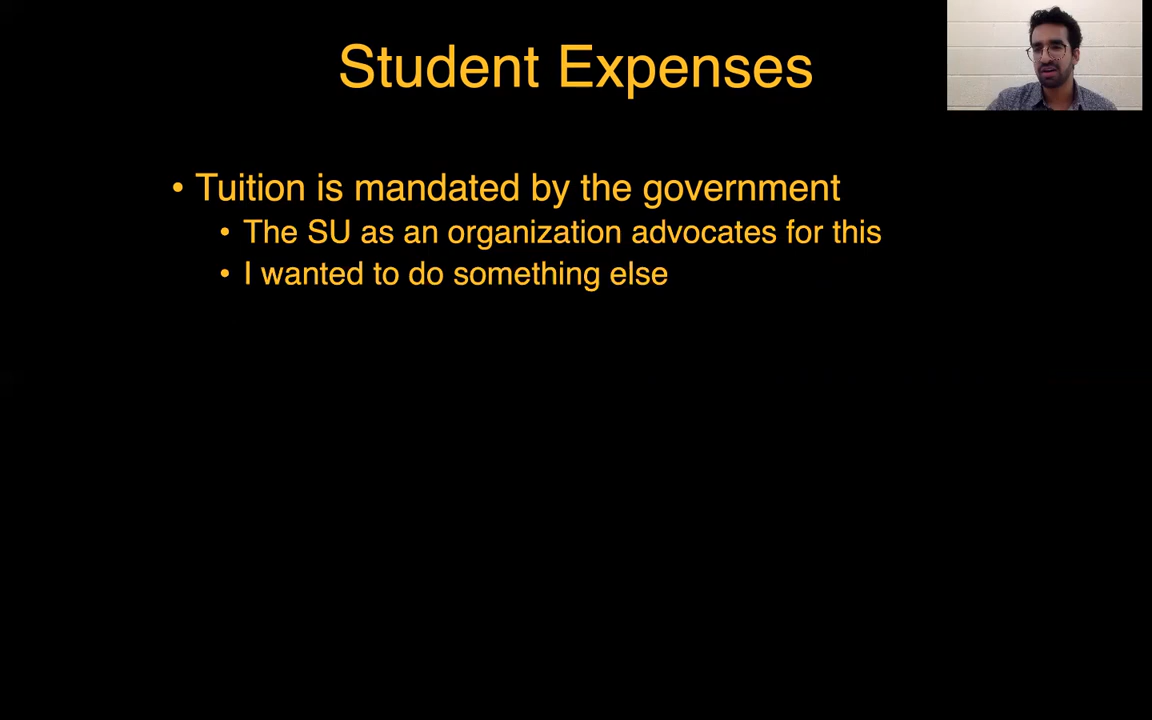 Student Expenses
• Tuition is mandated by the government
• The SU as an organization advocates for this
• I wanted to do something else